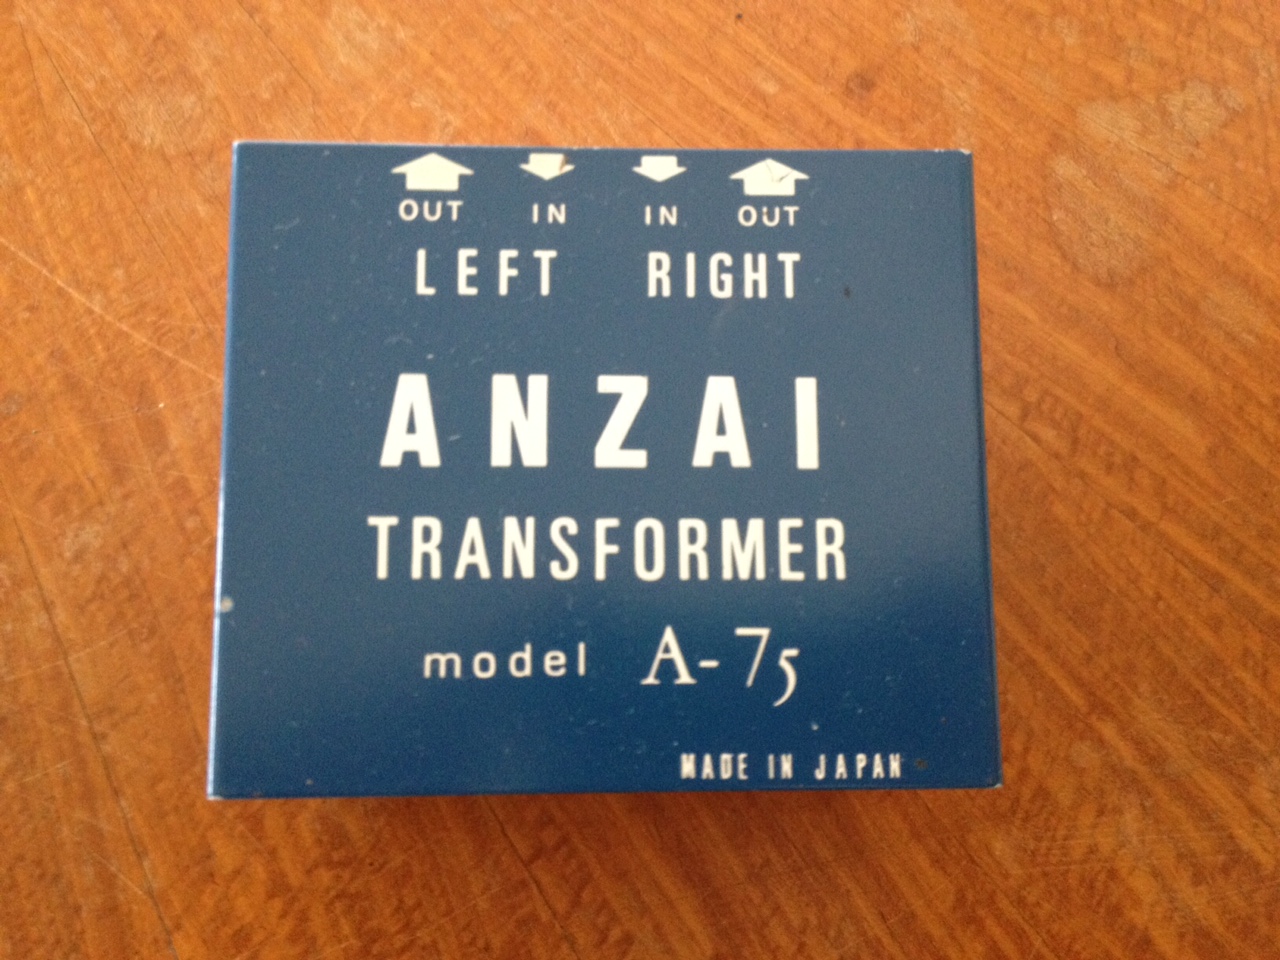 OUT IN IN OUT
LEFT RIGHT
ANZAI
TRANSFORMER
model A-75
MADE IN JAPAN